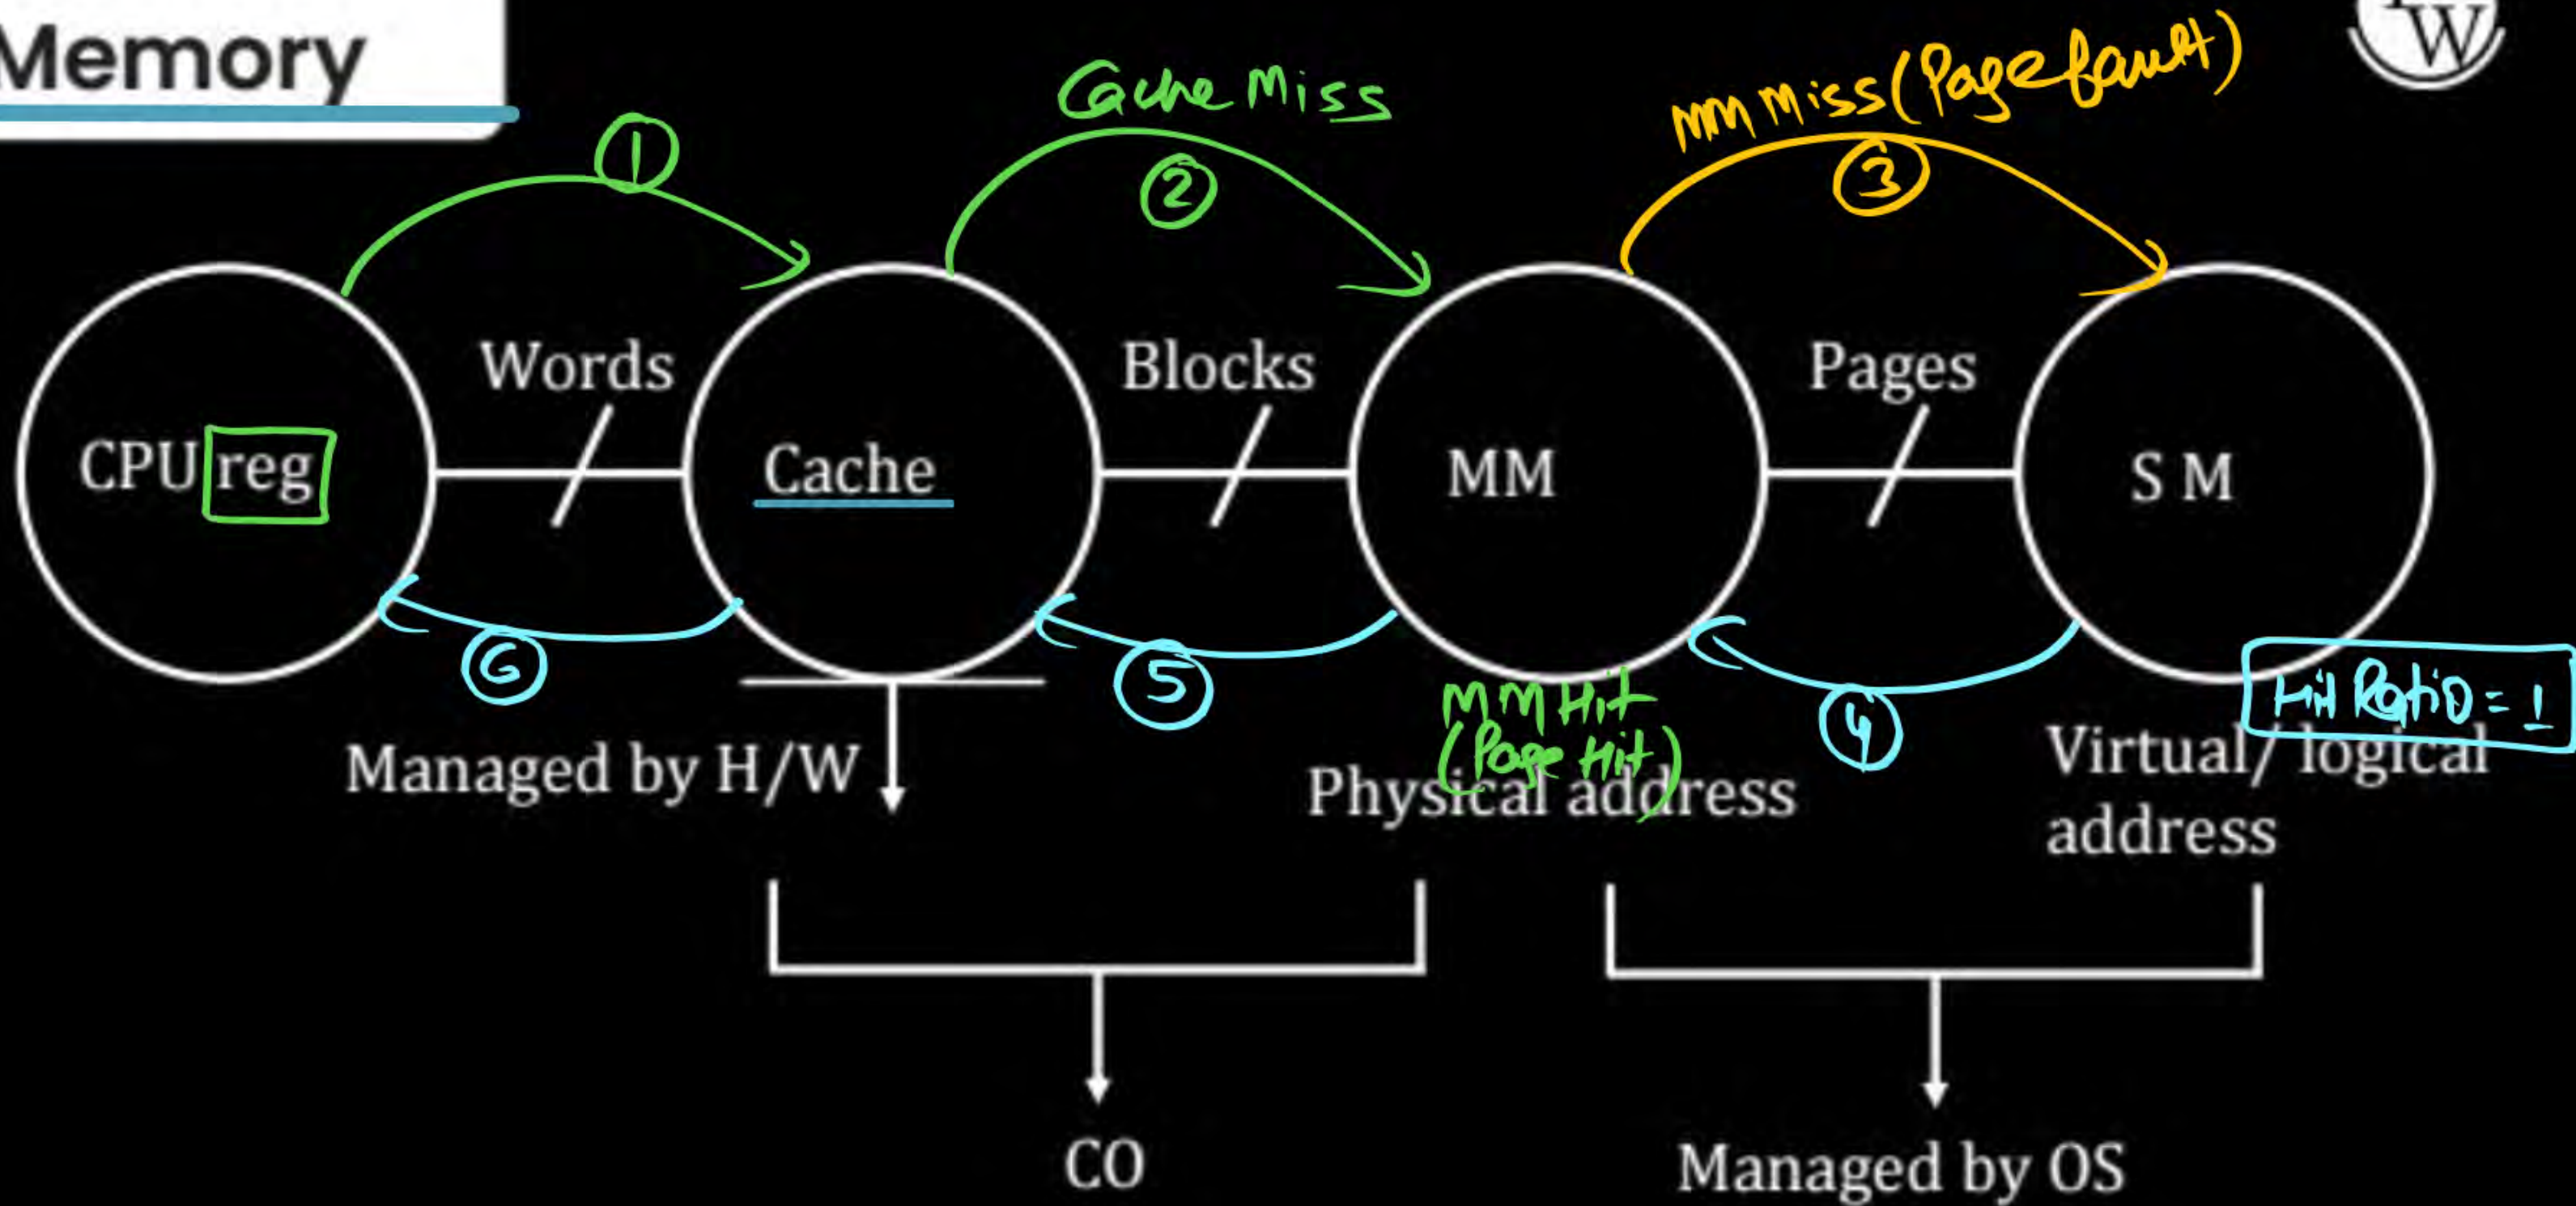 Memory
W
①
Cache Miss
②
MM Miss (Page fault)
③
Words
Blocks
Pages
CPU reg
Cache
MM
S M
⑥
⑤
④
MM Hit
(Page Hit)
Hit Ratio = 1
Managed by H/W
Physical address
Virtual/ logical
address
CO
Managed by OS